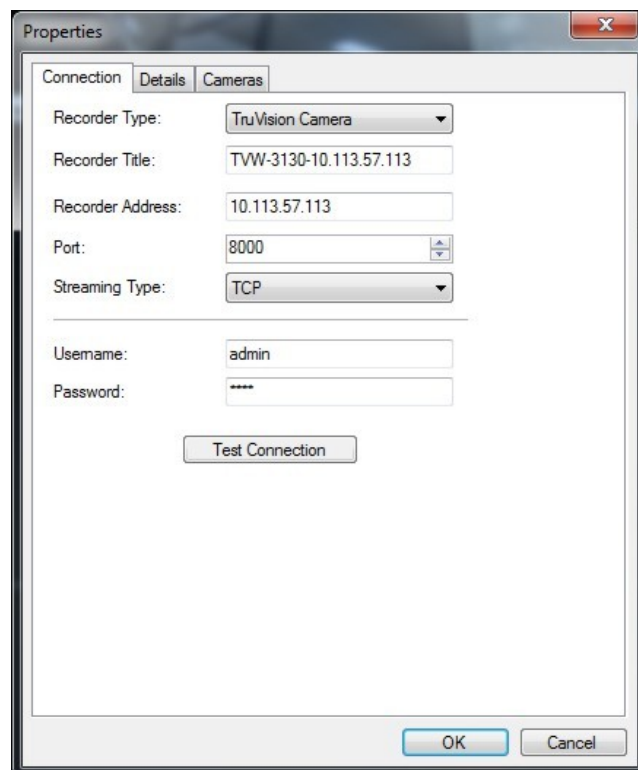 Properties
Connection Details Cameras
Recorder Type: TruVision Camera
Recorder Title: TVW-3130-10.113.57.113
Recorder Address: 10.113.57.113
Port: 8000
Streaming Type: TCP
Username: admin
Password: ****
Test Connection
OK Cancel